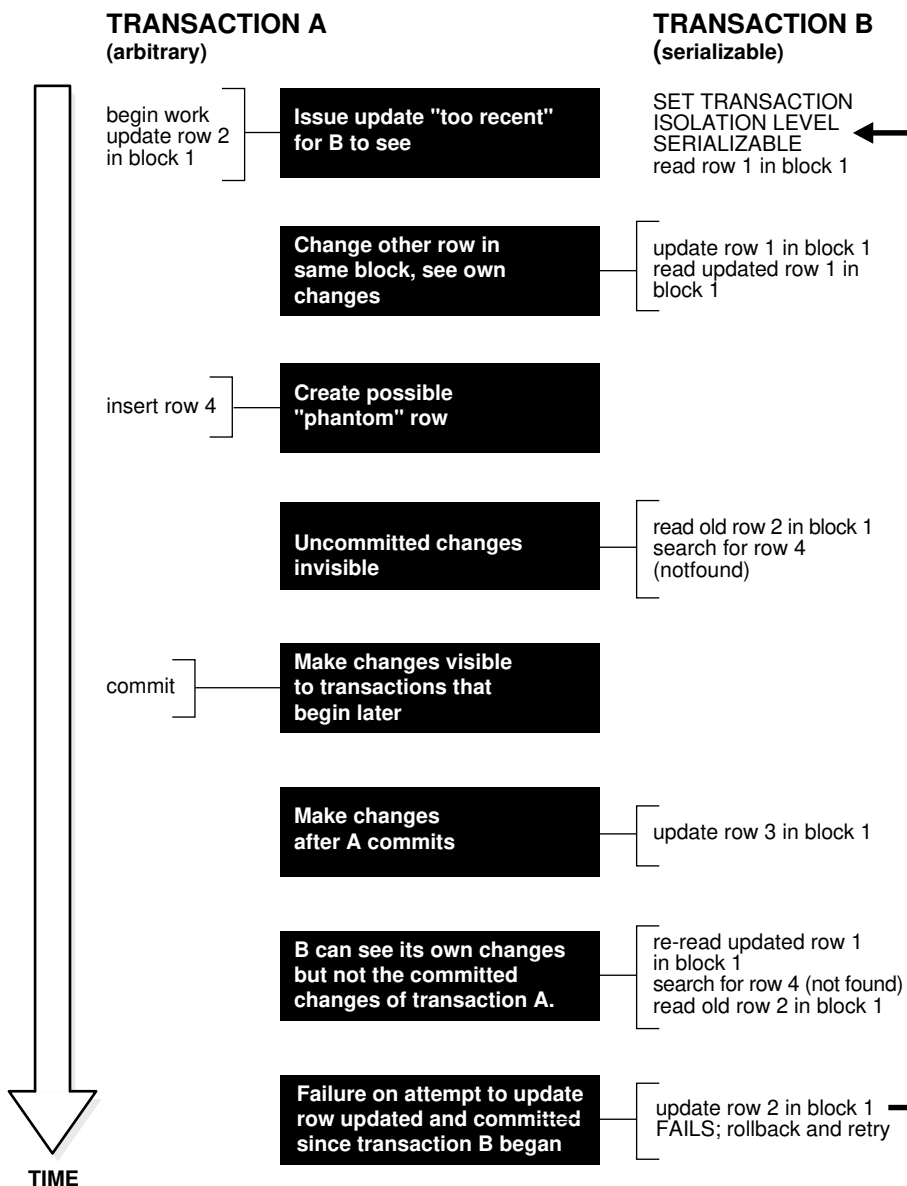 TRANSACTION A
(arbitrary)
TRANSACTION B
(serializable)
begin work
update row 2
in block 1
Issue update "too recent"
for B to see
SET TRANSACTION
ISOLATION LEVEL
SERIALIZABLE
read row 1 in block 1
Change other row in
same block, see own
changes
update row 1 in block 1
read updated row 1 in
block 1
insert row 4
Create possible
"phantom" row
Uncommitted changes
invisible
read old row 2 in block 1
search for row 4
(notfound)
commit
Make changes visible
to transactions that
begin later
Make changes
after A commits
update row 3 in block 1
B can see its own changes
but not the committed
changes of transaction A.
re-read updated row 1
in block 1
search for row 4 (not found)
read old row 2 in block 1
Failure on attempt to update
row updated and committed
since transaction B began
update row 2 in block 1
FAILS; rollback and retry
TIME